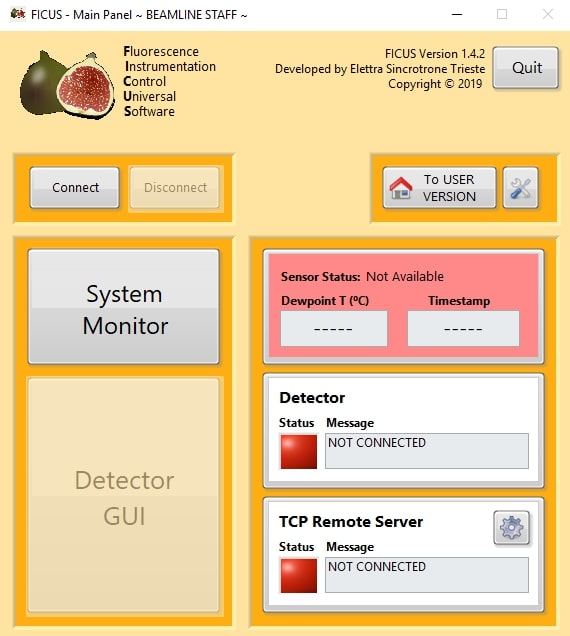 FICUS - Main Panel ~ BEAMLINE STAFF ~
Fluorescence
Instrumentation
Control
Universal
Software
FICUS Version 1.4.2
Developed by Elettra Sincrotrone Trieste
Copyright © 2019
Quit
Connect
Disconnect
To USER
VERSION
System
Monitor
Detector
GUI
Sensor Status: Not Available
Dewpoint T (ºC)
Timestamp
-----
-----
Detector
Status Message
NOT CONNECTED
TCP Remote Server
Status Message
NOT CONNECTED